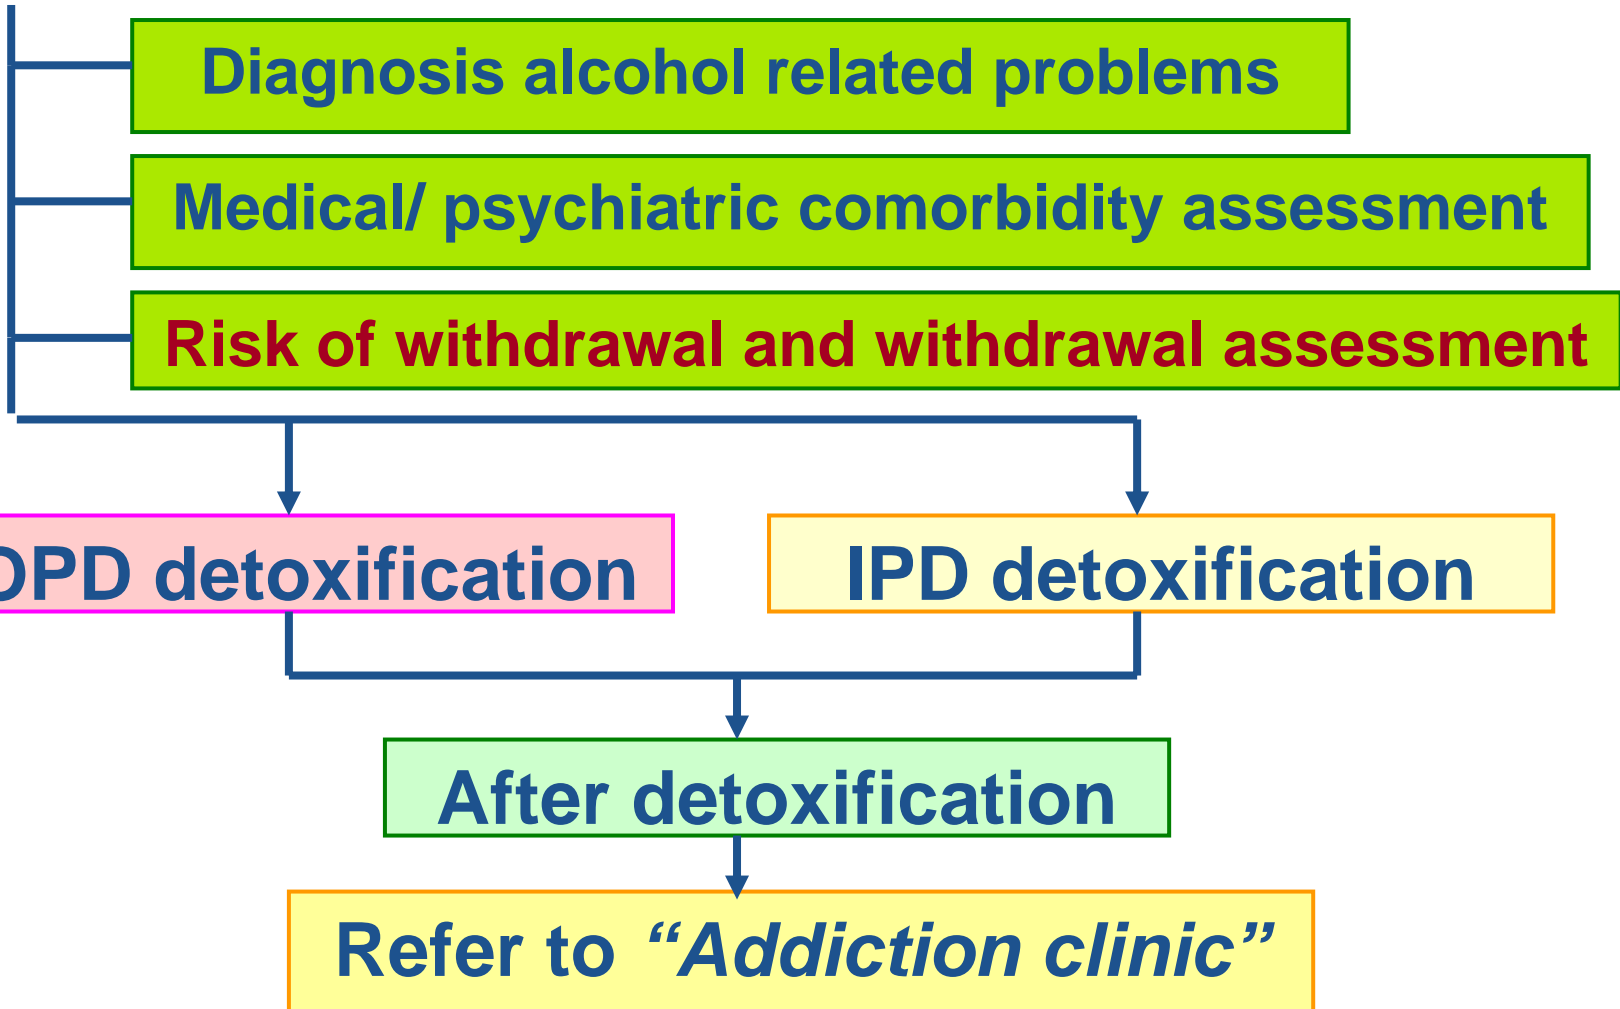 Diagnosis alcohol related problems
Medical/ psychiatric comorbidity assessment
Risk of withdrawal and withdrawal assessment
OPD detoxification
IPD detoxification
After detoxification
Refer to “Addiction clinic”